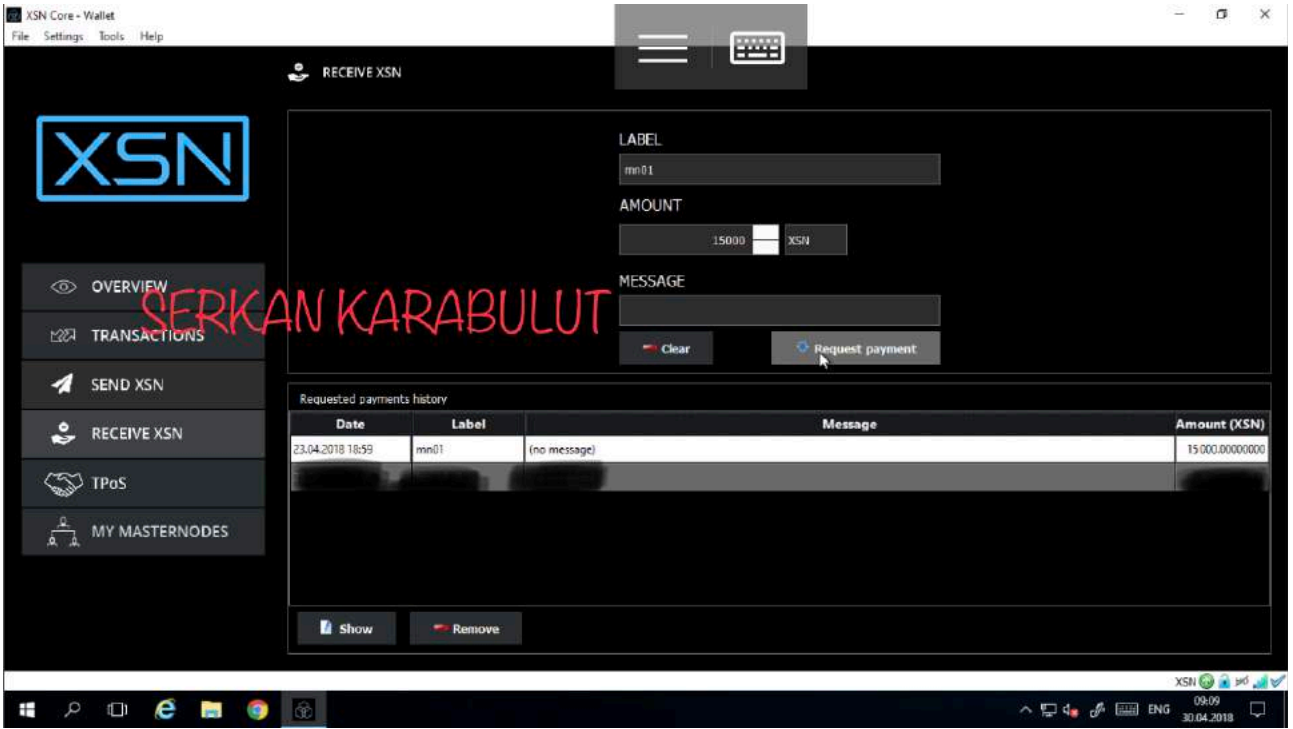 XSN Core - Wallet
File Settings Tools Help
RECEIVE XSN
XSN
LABEL
mn01
AMOUNT
15000 XSN
MESSAGE
Clear
Request payment
OVERVIEW
TRANSACTIONS
SEND XSN
RECEIVE XSN
TPoS
MY MASTERNODES
SERKAN KARABULUT
Requested payments history
Date Label Message Amount (XSN)
23.04.2018 18:59 mn01 (no message) 15000.00000000
Show
Remove
XSN
ENG
09:09
30.04.2018